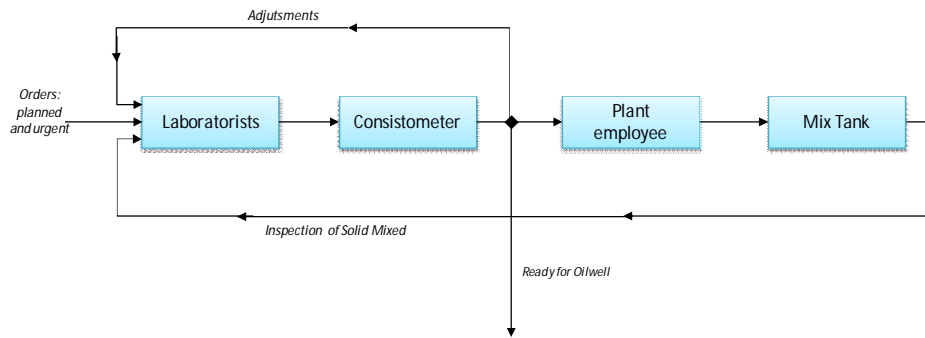 Adjutsments
Orders:
planned
and urgent
Laboratorists
Consistometer
Plant
employee
Mix Tank
Inspection of Solid Mixed
Ready for Oilwell